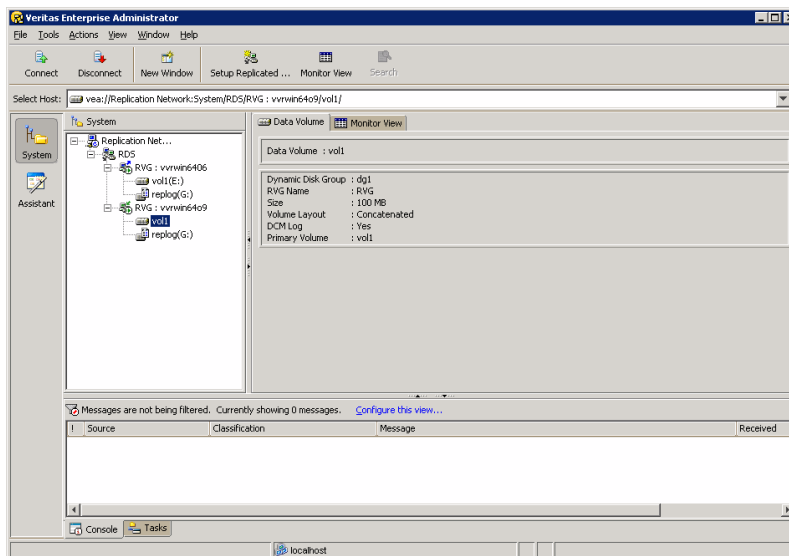 Veritas Enterprise Administrator
File Tools Actions View Window Help
Connect Disconnect New Window Setup Replicated ... Monitor View Search
Select Host: vea://Replication Network:System/RDS/RVG : vvrwin64o9/vol1/
System
Assistant
System
Replication Net...
RDS
RVG : vvrwin6406
vol1(E:)
replog(G:)
RVG : vvrwin64o9
vol1
replog(G:)
Data Volume Monitor View
Data Volume : vol1
Dynamic Disk Group : dg1
RVG Name : RVG
Size : 100 MB
Volume Layout : Concatenated
DCM Log : Yes
Primary Volume : vol1
Messages are not being filtered. Currently showing 0 messages. Configure this view...
! Source Classification Message Received
Console Tasks
localhost